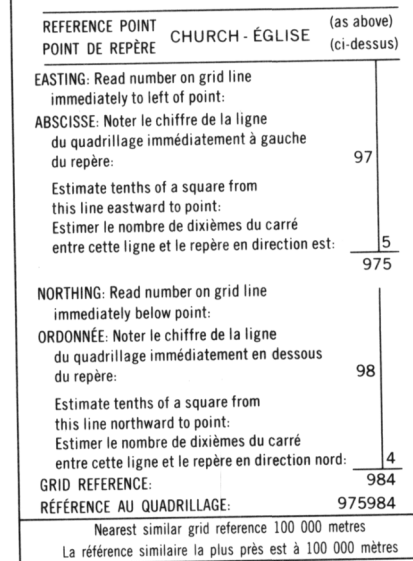 REFERENCE POINT CHURCH - ÉGLISE (as above)
POINT DE REPÈRE (ci-dessus)
EASTING: Read number on grid line
immediately to left of point:
ABSCISSE: Noter le chiffre de la ligne
du quadrillage immédiatement à gauche
du repère: 97
Estimate tenths of a square from
this line eastward to point:
Estimer le nombre de dixièmes du carré
entre cette ligne et le repère en direction est: 5
975
NORTHING: Read number on grid line
immediately below point:
ORDONNÉE: Noter le chiffre de la ligne
du quadrillage immédiatement en dessous
du repère: 98
Estimate tenths of a square from
this line northward to point:
Estimer le nombre de dixièmes du carré
entre cette ligne et le repère en direction nord: 4
GRID REFERENCE: 984
RÉFÉRENCE AU QUADRILLAGE: 975984
Nearest similar grid reference 100 000 metres
La référence similaire la plus près est à 100 000 mètres